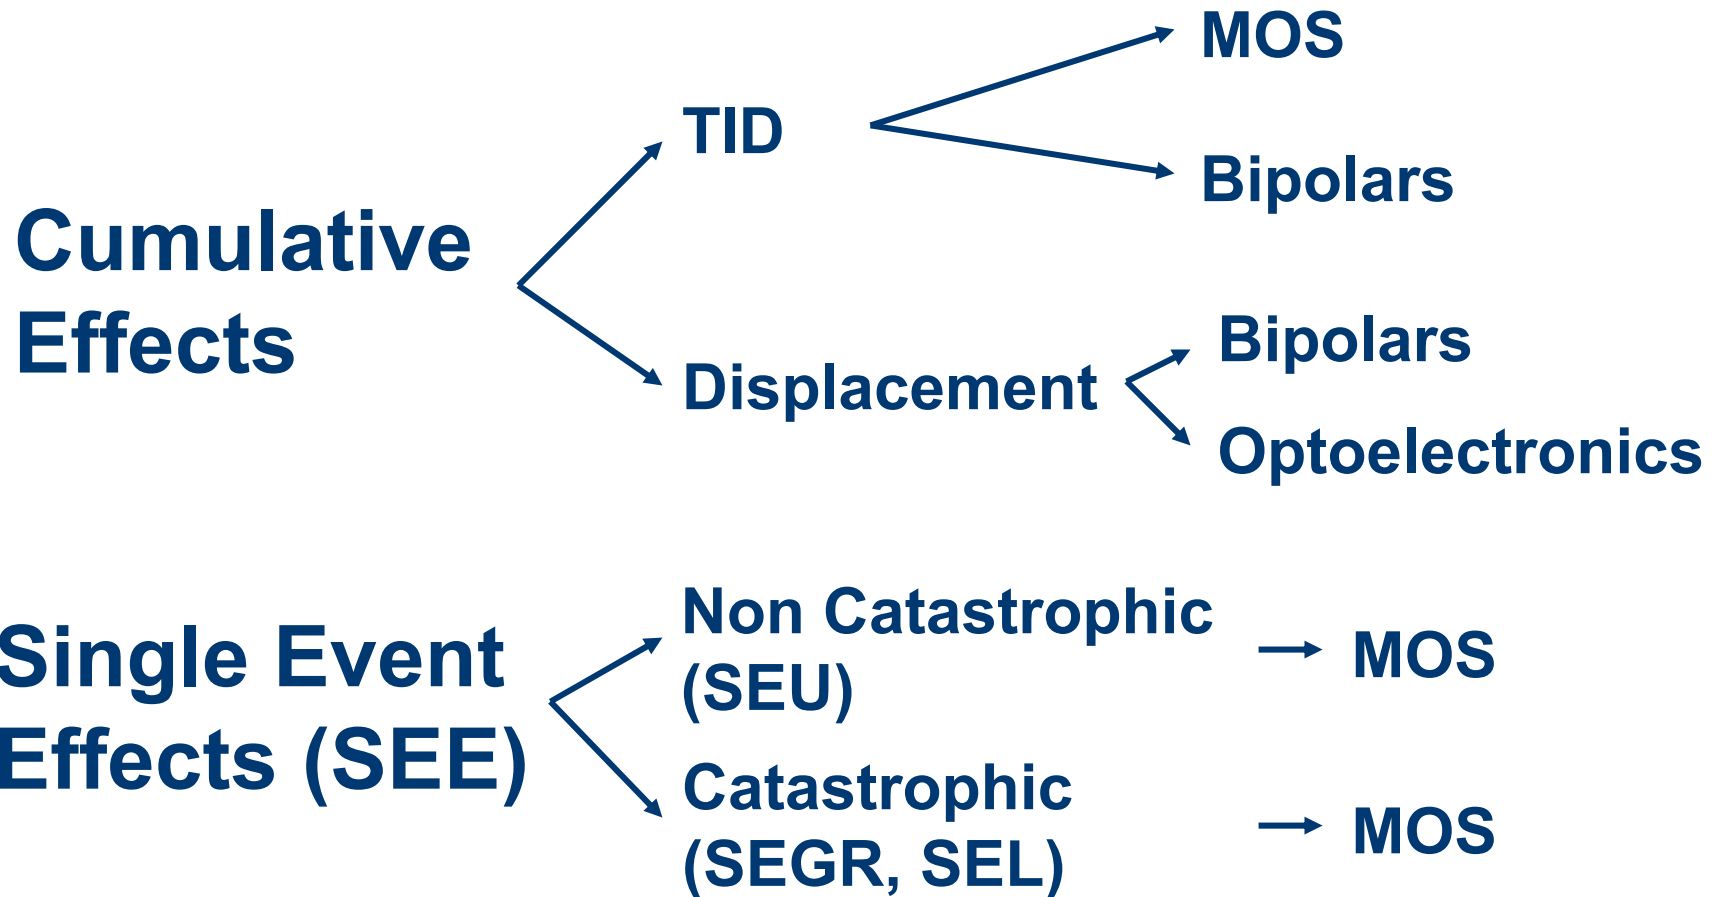 MOS
TID
Bipolars
Cumulative
Effects
Bipolars
Displacement
Optoelectronics
Non Catastrophic
(SEU)
Single Event
Effects (SEE)
MOS
Catastrophic
(SEGR, SEL)
MOS